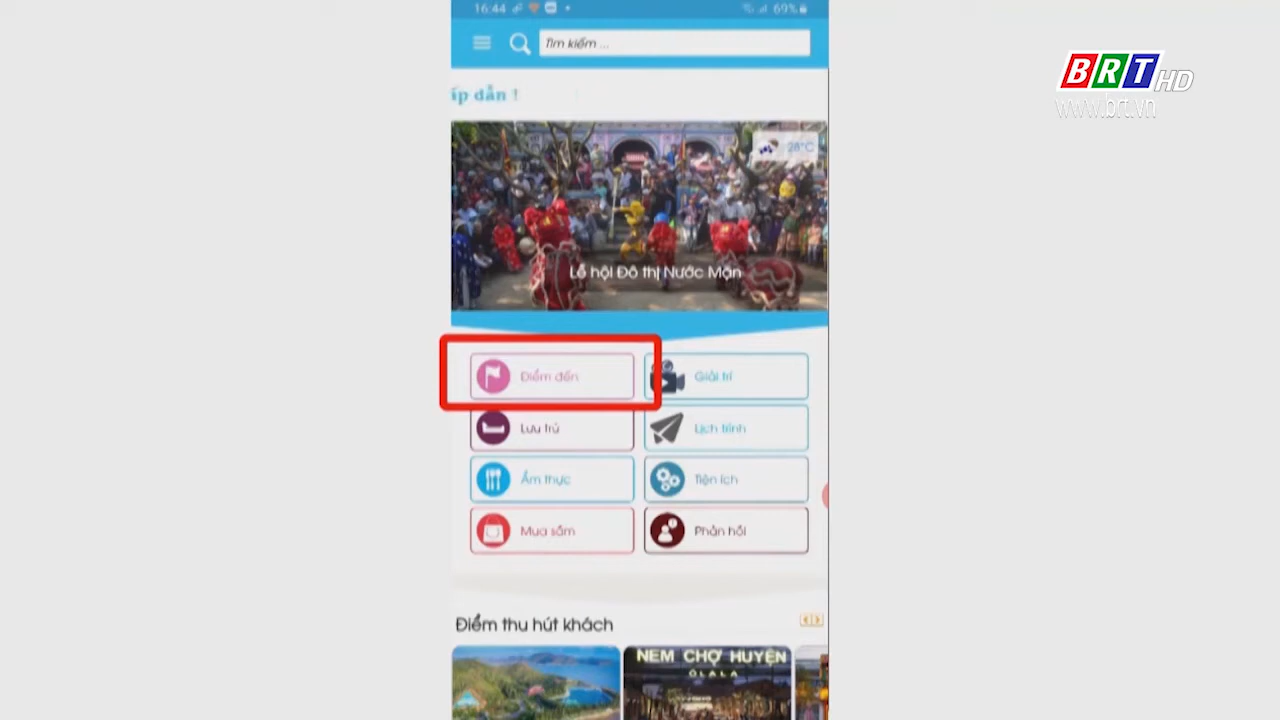 16:44
69%
Tìm kiếm ...
BRT HD
www.brt.vn
ấp dẫn !
28°C
Lễ hội Đô thị Nước Mặn
Điểm đến
Giải trí
Lưu trú
Lịch trình
Ẩm thực
Tiện ích
Mua sắm
Phản hồi
Điểm thu hút khách
NEM CHỢ HUYỆN
ÔLALA